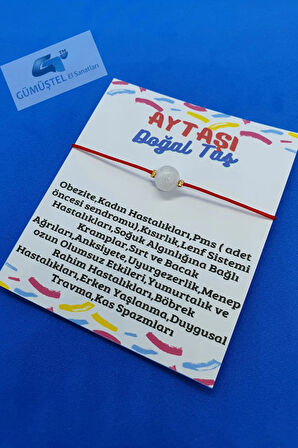 GÜMÜŞTEL El Sanatları
AYTAŞI
Doğal Taş
Obezite,Kadın Hastalıkları,Pms ( adet
öncesi sendromu),Kısırlık,Lenf Sistemi
Hastalıkları,Soğuk Algınlığına Bağlı
Kramplar,Sırt ve Bacak
Ağrıları,Anksiyete,Uyurgezerlik,Menep
ozun Olumsuz Etkileri,Yumurtalık ve
Rahim Hastalıkları,Böbrek
Hastalıkları,Erken Yaşlanma,Duygusal
Travma,Kas Spazmları